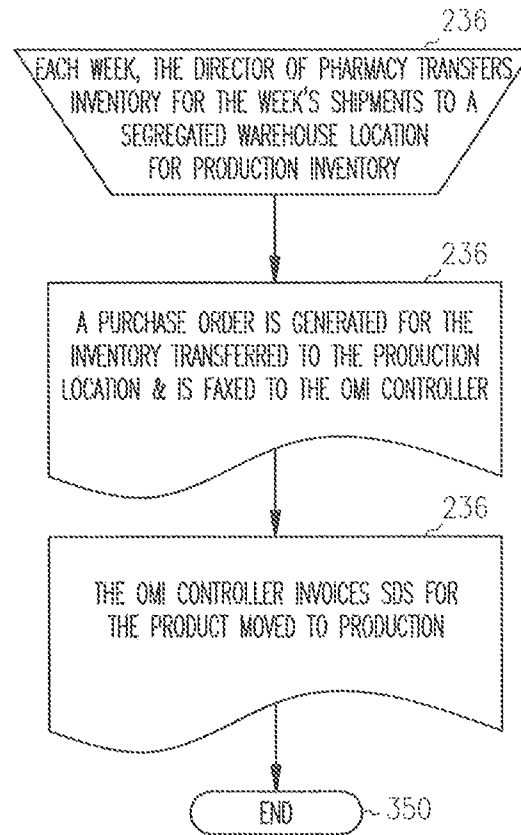 236
EACH WEEK, THE DIRECTOR OF PHARMACY TRANSFERS
INVENTORY FOR THE WEEK'S SHIPMENTS TO A
SEGREGATED WAREHOUSE LOCATION
FOR PRODUCTION INVENTORY
236
A PURCHASE ORDER IS GENERATED FOR THE
INVENTORY TRANSFERRED TO THE PRODUCTION
LOCATION & IS FAXED TO THE OMI CONTROLLER
236
THE OMI CONTROLLER INVOICES SDS FOR
THE PRODUCT MOVED TO PRODUCTION
END
350